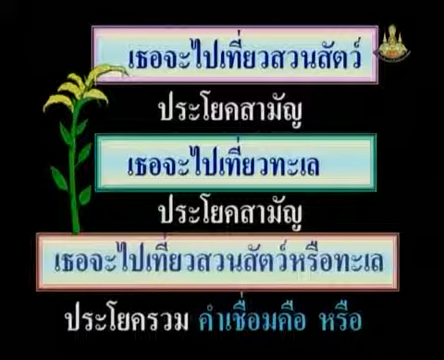 เธอจะไปเที่ยวสวนสัตว์
ประโยคสามัญ
เธอจะไปเที่ยวทะเล
ประโยคสามัญ
เธอจะไปเที่ยวสวนสัตว์หรือทะเล
ประโยครวม คำเชื่อมคือ หรือ